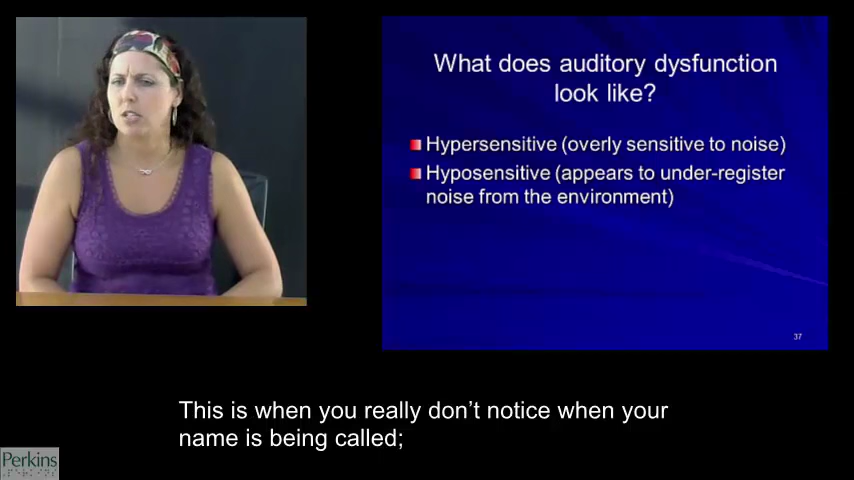 What does auditory dysfunction
look like?
Hypersensitive (overly sensitive to noise)
Hyposensitive (appears to under-register
noise from the environment)
37
This is when you really don’t notice when your
name is being called;
Perkins